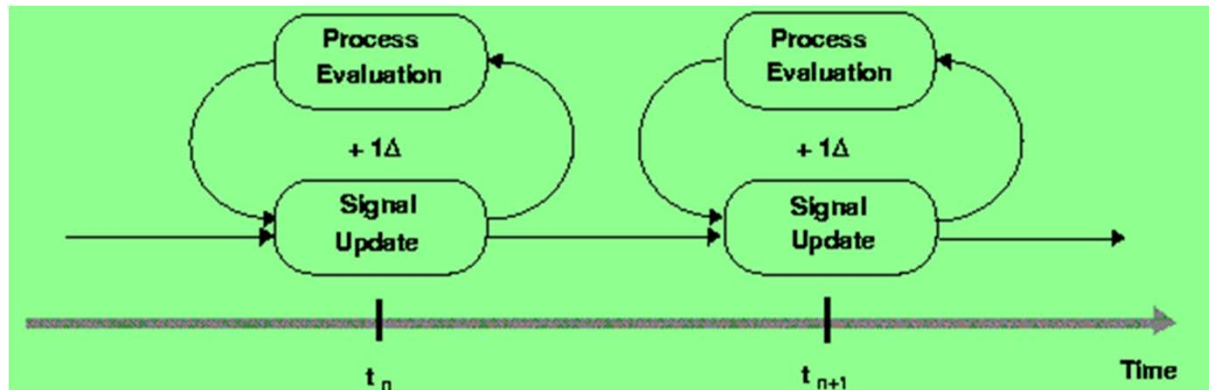 Process
Evaluation
Process
Evaluation
+ 1Δ
+ 1Δ
Signal
Update
Signal
Update
t n
t n+1
Time